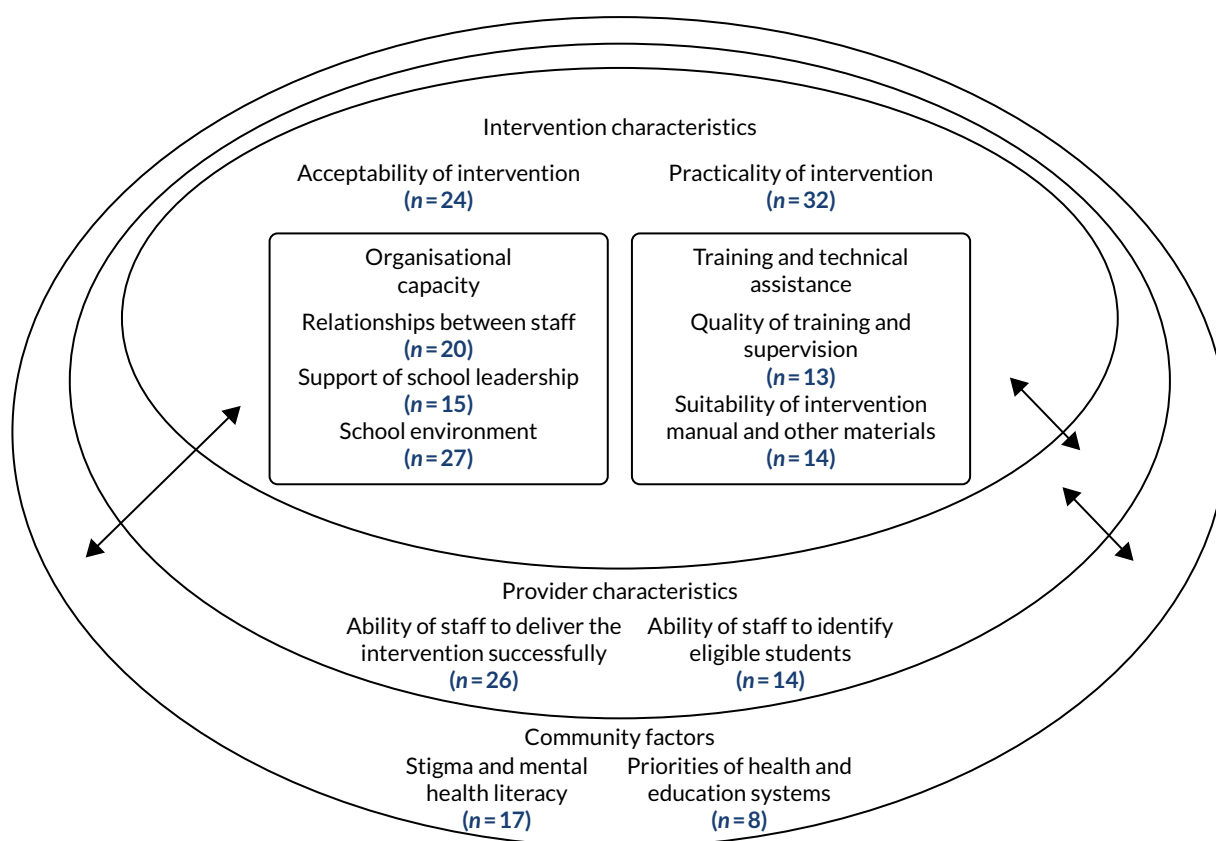 Intervention characteristics
Acceptability of intervention
(n=24)
Practicality of intervention
(n=32)
Organisational
capacity
Relationships between staff
(n=20)
Support of school leadership
(n=15)
School environment
(n=27)
Training and technical
assistance
Quality of training and
supervision
(n=13)
Suitability of intervention
manual and other materials
(n=14)
Provider characteristics
Ability of staff to deliver the
intervention successfully
(n=26)
Ability of staff to identify
eligible students
(n=14)
Community factors
Stigma and mental
health literacy
(n=17)
Priorities of health and
education systems
(n=8)